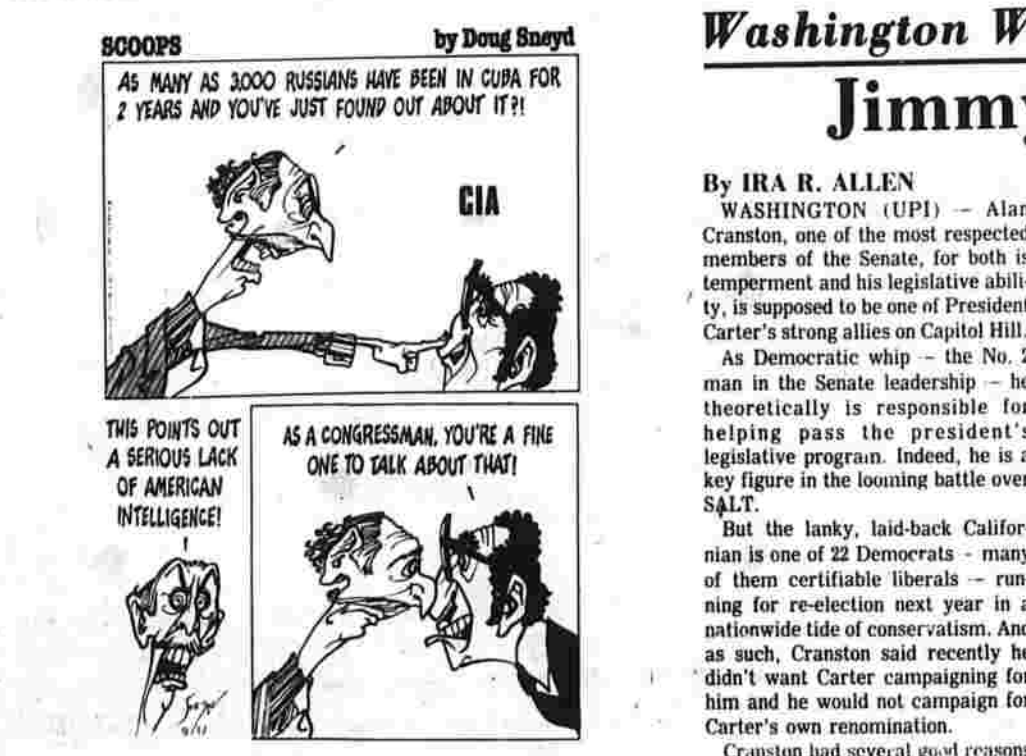 SCOOPS
by Doug Sneyd
AS MANY AS 3,000 RUSSIANS HAVE BEEN IN CUBA FOR
2 YEARS AND YOU'VE JUST FOUND OUT ABOUT IT?!
CIA
THIS POINTS OUT
A SERIOUS LACK
OF AMERICAN
INTELLIGENCE!
9/11
AS A CONGRESSMAN, YOU'RE A FINE
ONE TO TALK ABOUT THAT!
Washington W
Jimmy
By IRA R. ALLEN
WASHINGTON (UPI) -- Alan
Cranston, one of the most respected
members of the Senate, for both is
temperment and his legislative abili-
ty, is supposed to be one of President
Carter's strong allies on Capitol Hill.
As Democratic whip -- the No. 2
man in the Senate leadership -- he
theoretically is responsible for
helping pass the president's
legislative program. Indeed, he is a
key figure in the looming battle over
SALT.
But the lanky, laid-back Califor
nian is one of 22 Democrats - many
of them certifiable liberals -- run-
ning for re-election next year in a
nationwide tide of conservatism. And
as such, Cranston said recently he
didn't want Carter campaigning for
him and he would not campaign for
Carter's own renomination.
Cranston had several good reasons